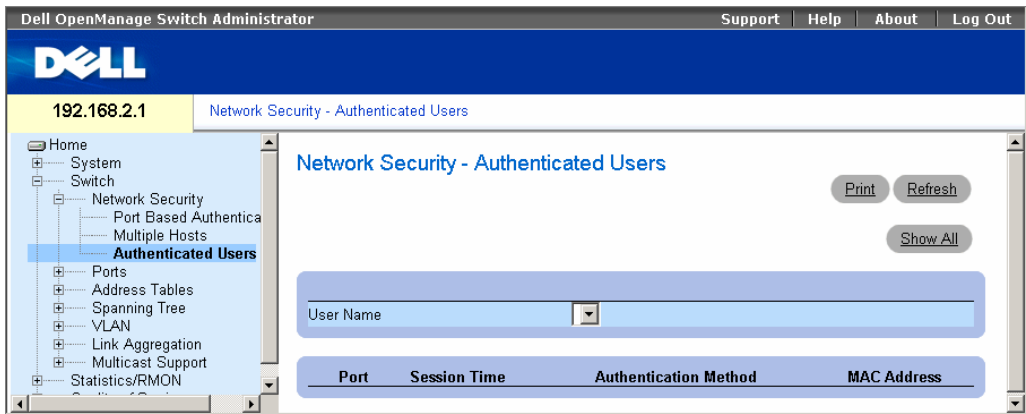 Dell OpenManage Switch Administrator
Support Help About Log Out
DELL
192.168.2.1
Network Security - Authenticated Users
Home
System
Switch
Network Security
Port Based Authentica
Multiple Hosts
Authenticated Users
Ports
Address Tables
Spanning Tree
VLAN
Link Aggregation
Multicast Support
Statistics/RMON
Network Security - Authenticated Users
Print Refresh
Show All
User Name
Port Session Time Authentication Method MAC Address